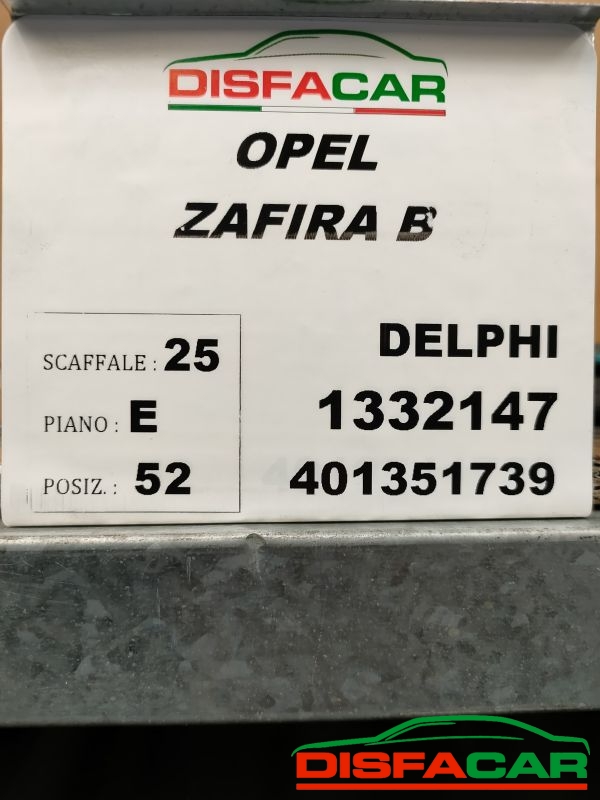 DISFACAR
OPEL
ZAFIRA B
SCAFFALE : 25
PIANO : E
POSIZ. : 52
DELPHI
1332147
401351739
DISFACAR